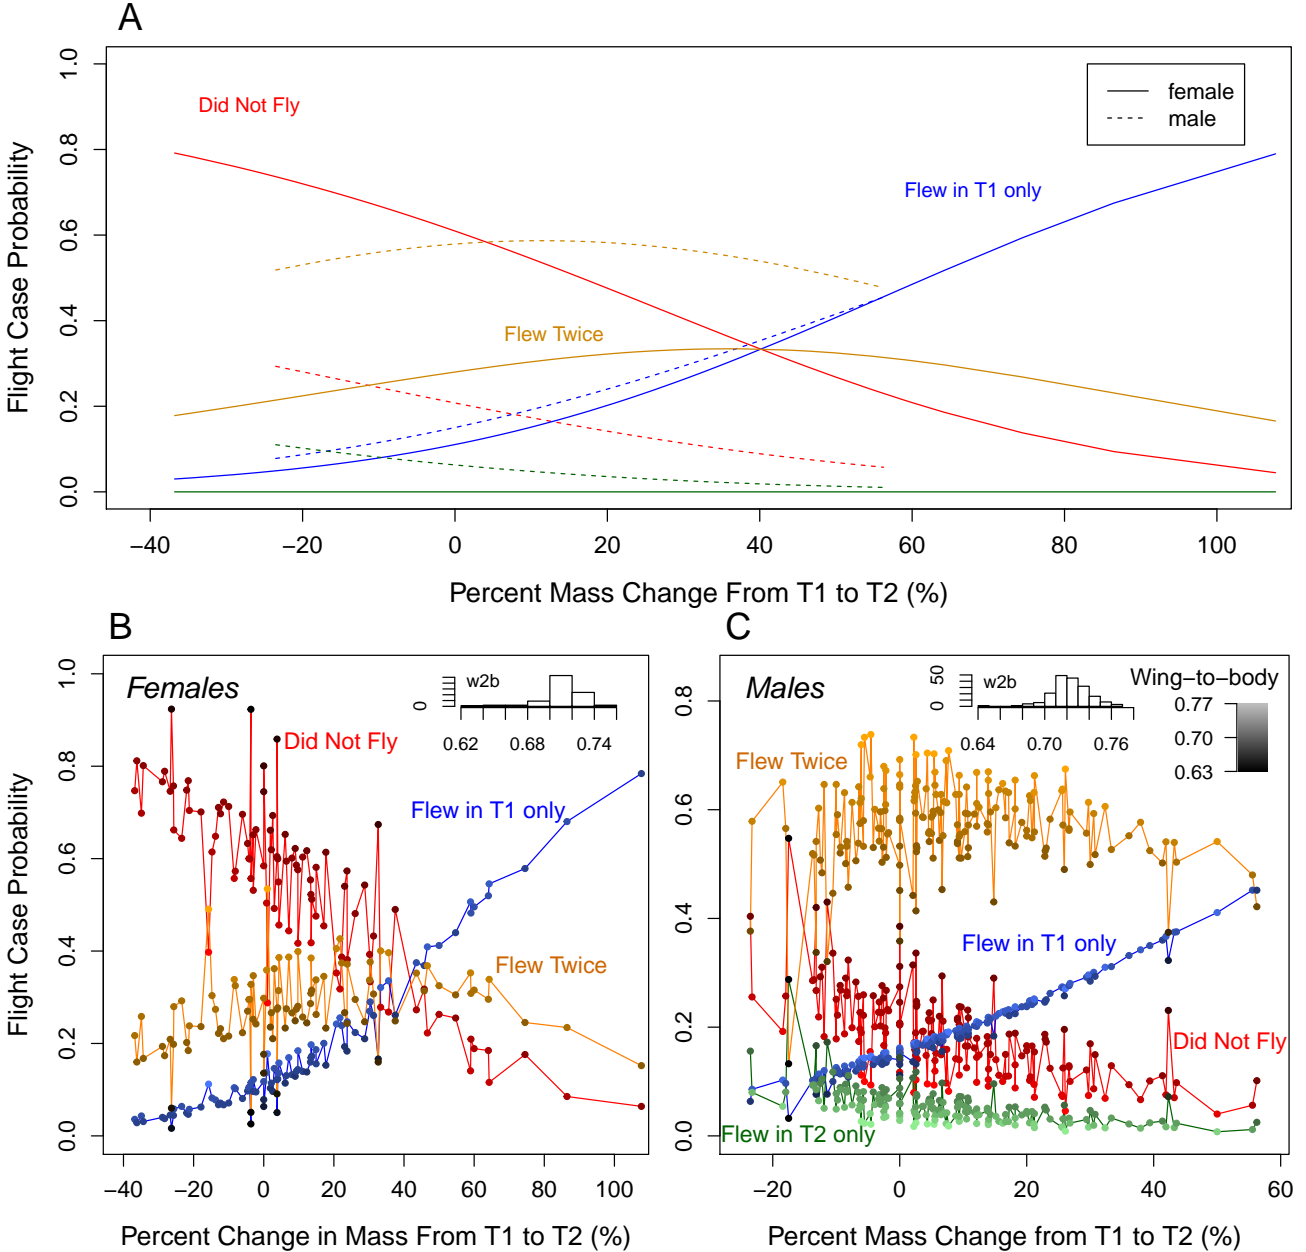 A
Flight Case Probability
1.0
0.8
0.6
0.4
0.2
0.0
Did Not Fly
Flew Twice
Flew in T1 only
female
male
−40 −20 0 20 40 60 80 100
Percent Mass Change From T1 to T2 (%)
B
Flight Case Probability
1.0
0.8
0.6
0.4
0.2
0.0
Females
w2b
0
0.62 0.68 0.74
Did Not Fly
Flew in T1 only
Flew Twice
−40 −20 0 20 40 60 80 100
Percent Change in Mass From T1 to T2 (%)
C
0.8
0.6
0.4
0.2
0.0
Males
w2b
50
0
0.64 0.70 0.76
Wing−to−body
0.77
0.70
0.63
Flew Twice
Flew in T1 only
Did Not Fly
Flew in T2 only
−20 0 20 40 60
Percent Mass Change from T1 to T2 (%)